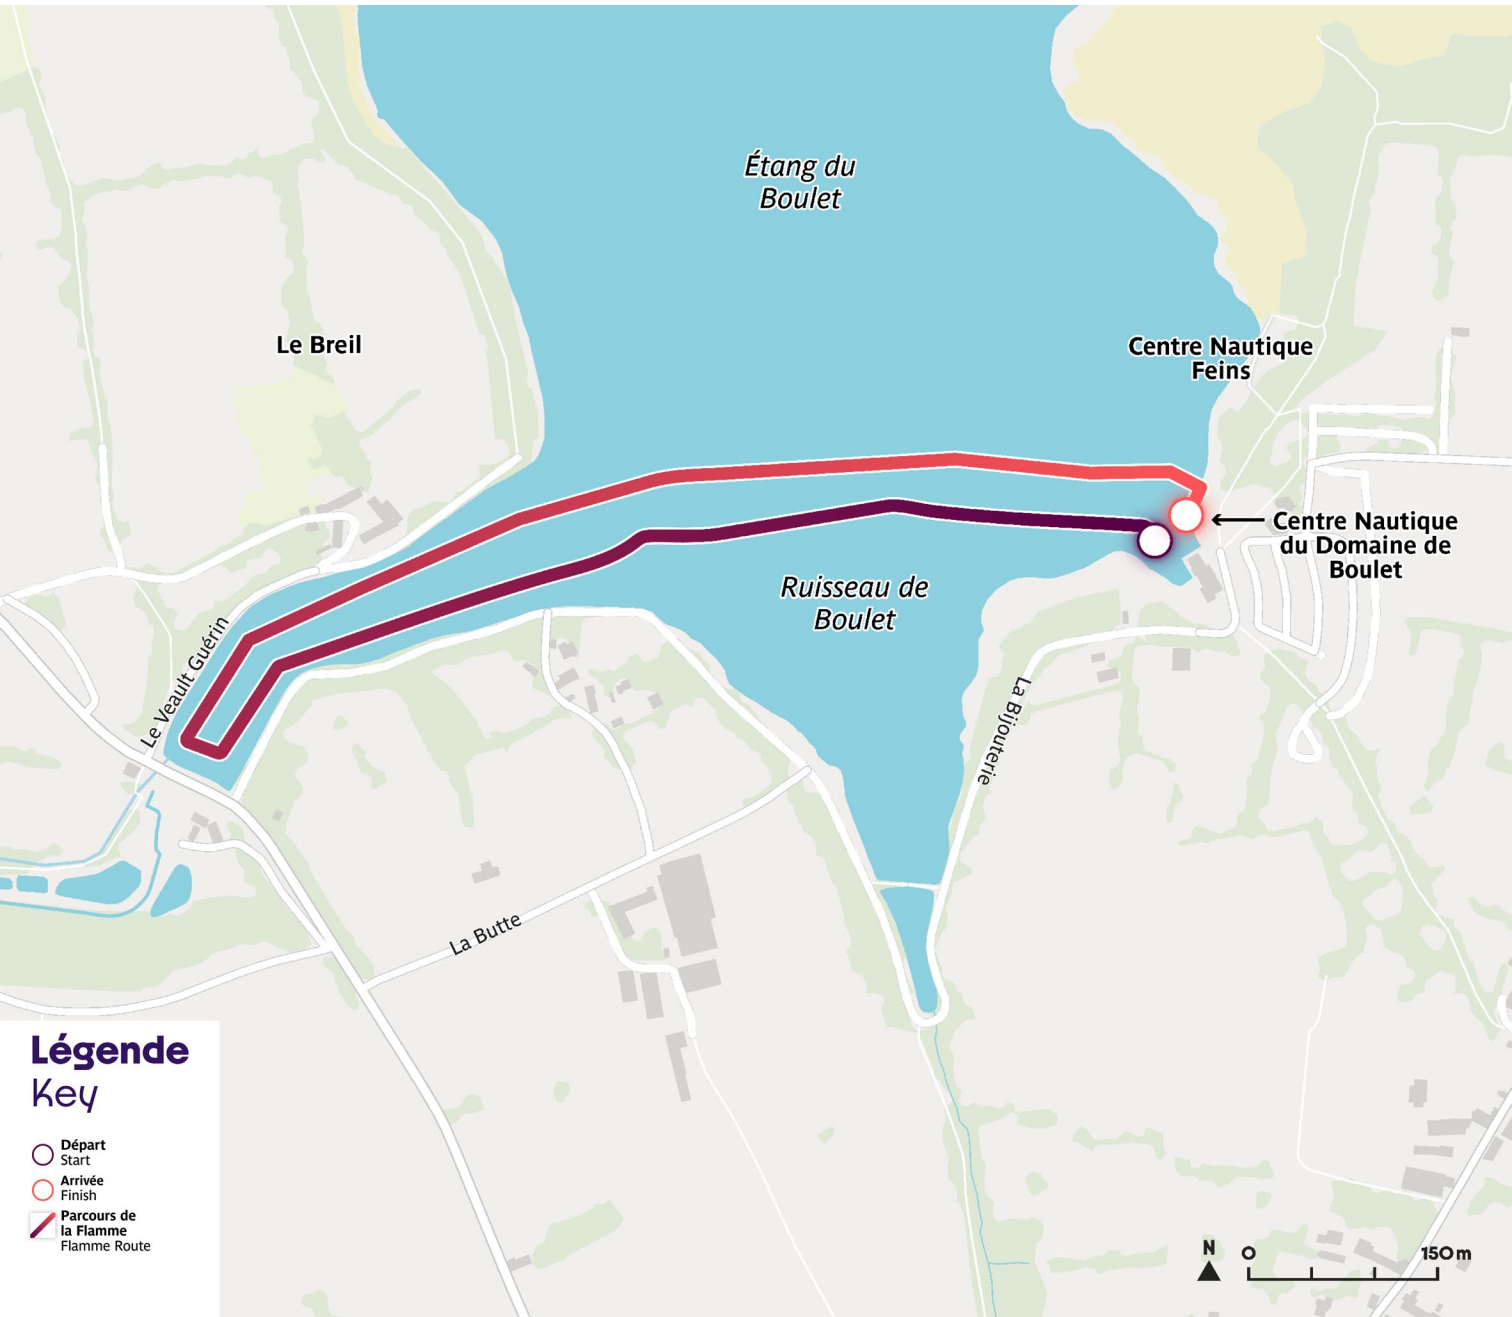 Étang du
Boulet
Le Breil
Centre Nautique
Feins
Centre Nautique
du Domaine de
Boulet
Ruisseau de
Boulet
Le Veault Guérin
La Bijouterie
La Butte
Légende
Key
Départ
Start
Arrivée
Finish
Parcours de
la Flamme
Flamme Route
N
0 150 m